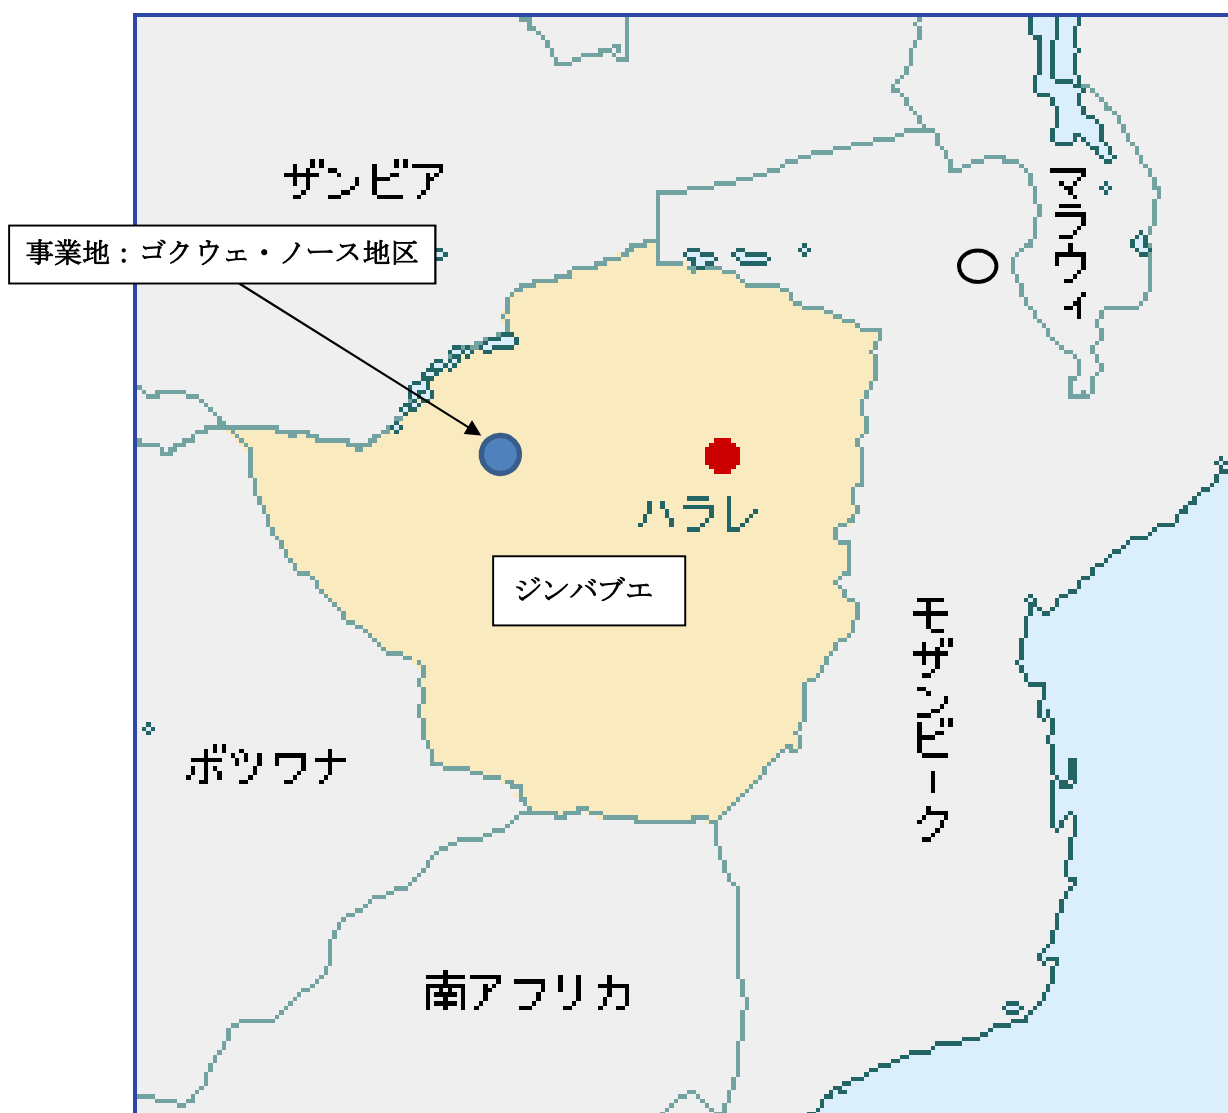 ザンビア
マラウィ
事業地：ゴクウェ・ノース地区
ハラレ
ジンバブエ
モザンビーク
ボツワナ
南アフリカ